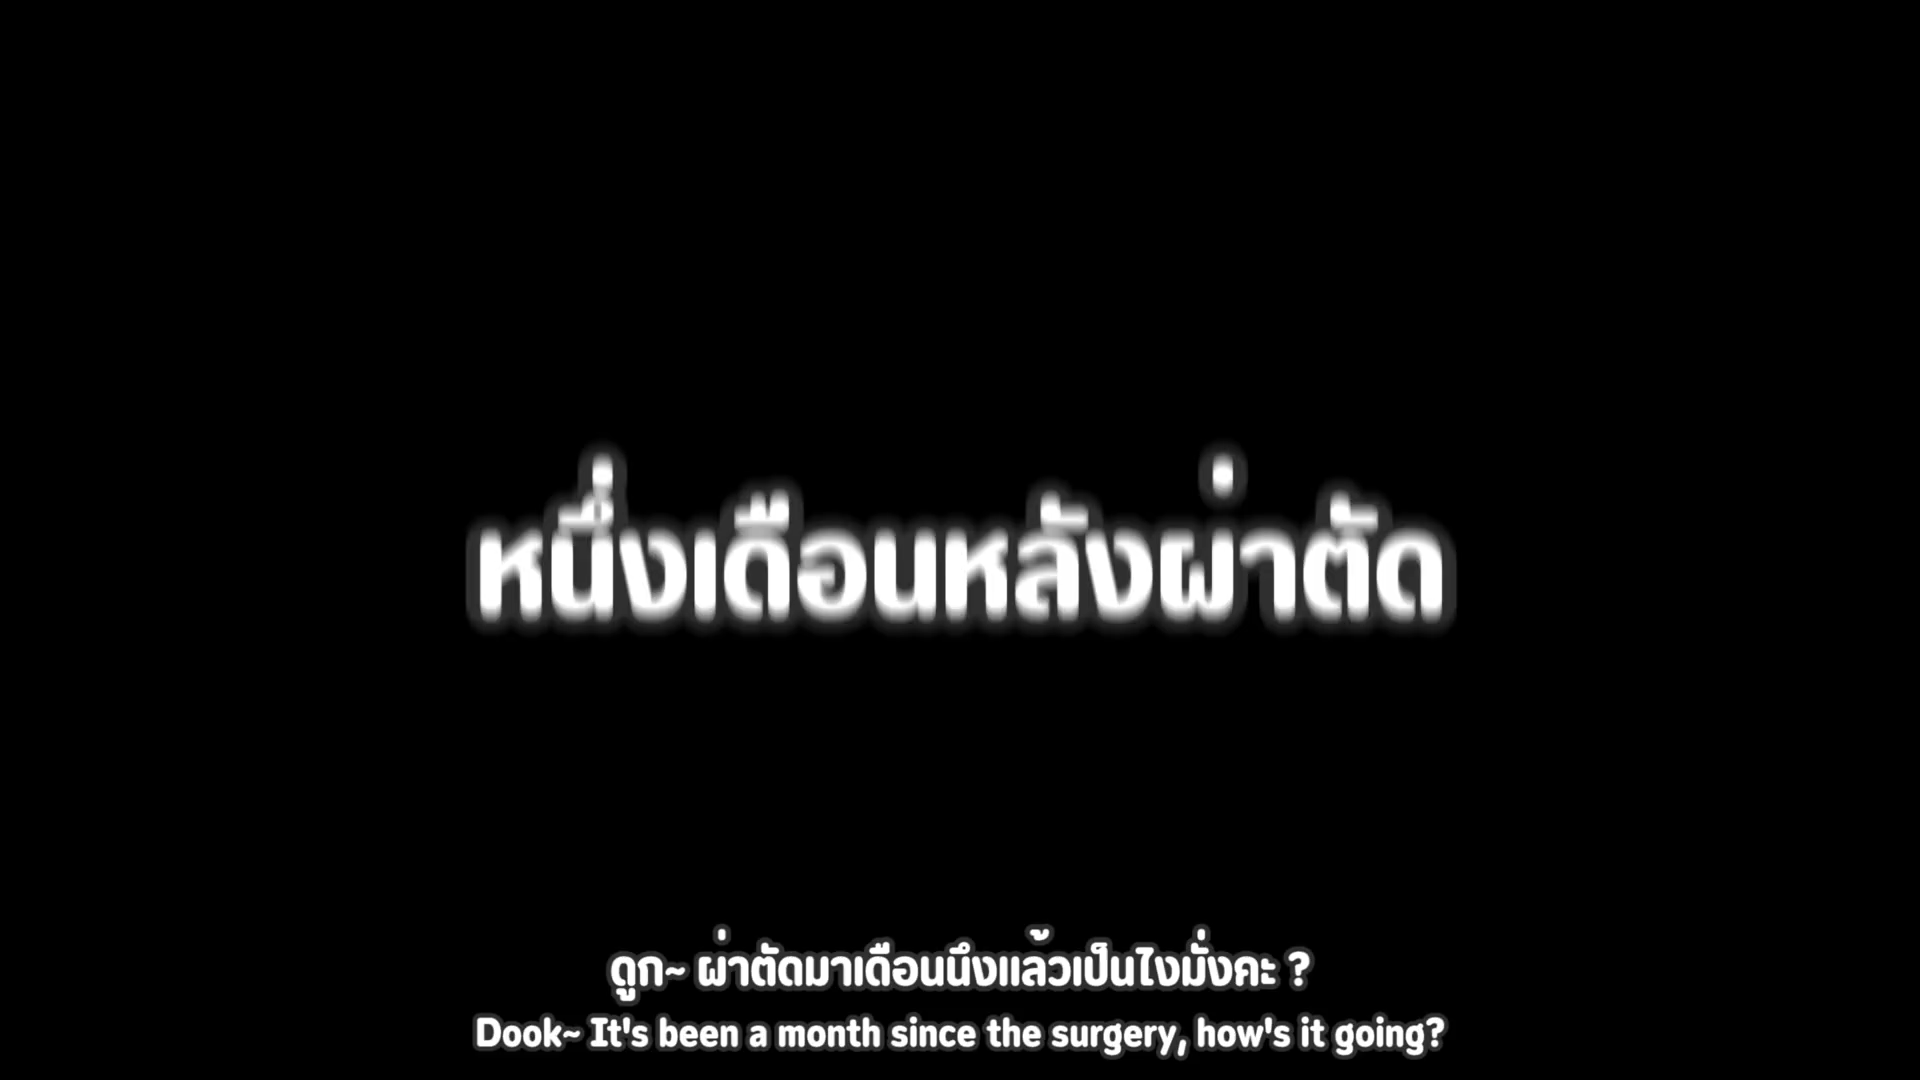 หนึ่งเดือนหลังผ่าตัด
ดูก~ ผ่าตัดมาเดือนนึงแล้วเป็นไงมั่งคะ ?
Dook~ It's been a month since the surgery, how's it going?